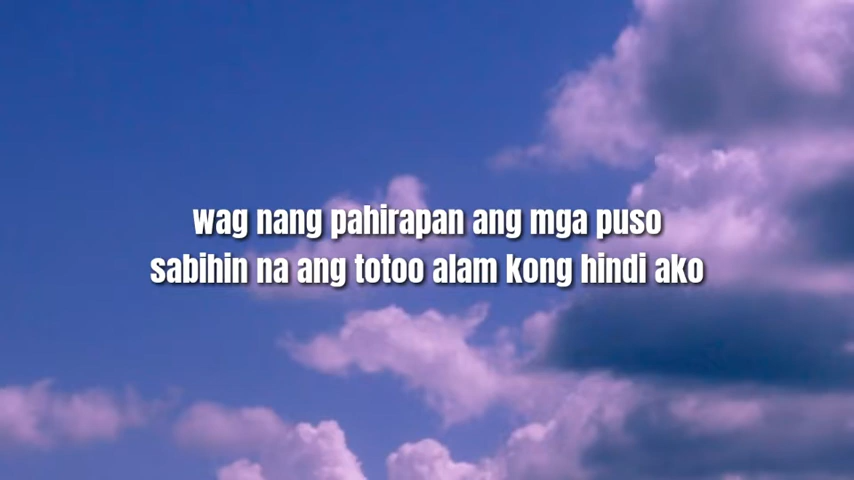 wag nang pahirapan ang mga puso
sabihin na ang totoo alam kong hindi ako